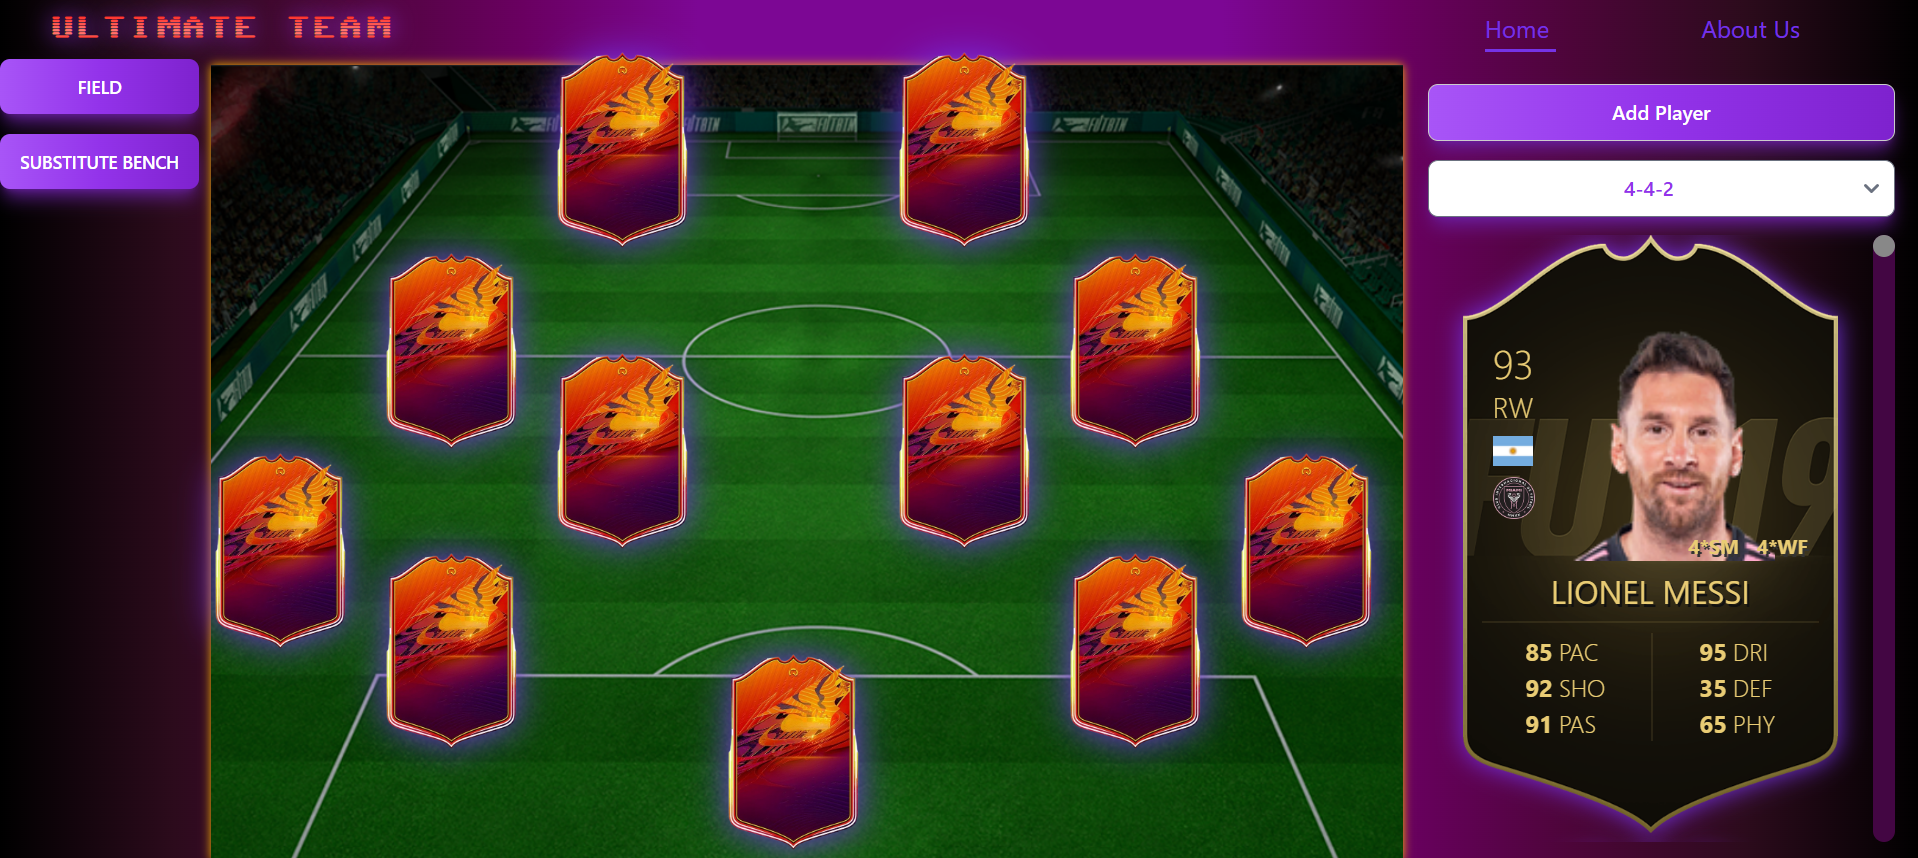 ULTIMATE TEAM
Home
About Us
FIELD
SUBSTITUTE BENCH
Add Player
4-4-2
93
RW
4*SM 4*WF
LIONEL MESSI
85 PAC
95 DRI
92 SHO
35 DEF
91 PAS
65 PHY